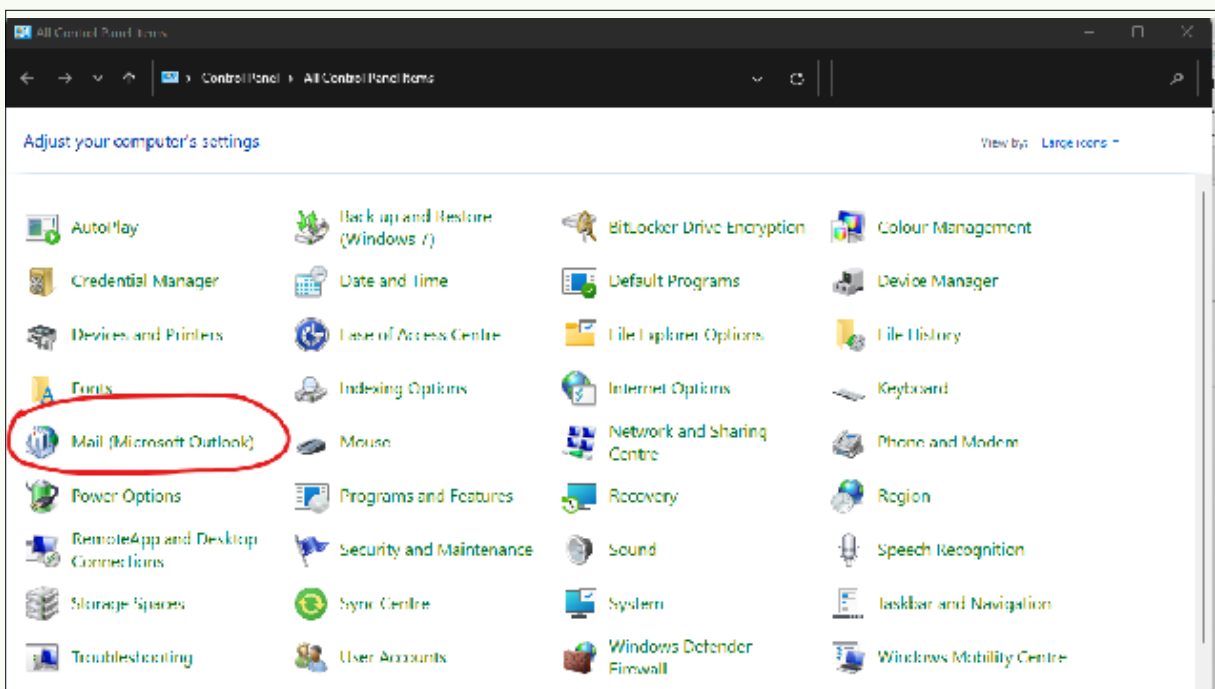 All Control Panel Items
Control Panel › All Control Panel Items
Adjust your computer's settings
View by: Large icons
AutoPlay
Back up and Restore
(Windows 7)
BitLocker Drive Encryption
Colour Management
Credential Manager
Date and Time
Default Programs
Device Manager
Devices and Printers
Ease of Access Centre
File Explorer Options
File History
Fonts
Indexing Options
Internet Options
Keyboard
Mail (Microsoft Outlook)
Mouse
Network and Sharing
Centre
Phone and Modem
Power Options
Programs and Features
Recovery
Region
RemoteApp and Desktop
Connections
Security and Maintenance
Sound
Speech Recognition
Storage Spaces
Sync Centre
System
Taskbar and Navigation
Troubleshooting
User Accounts
Windows Defender
Firewall
Windows Mobility Centre